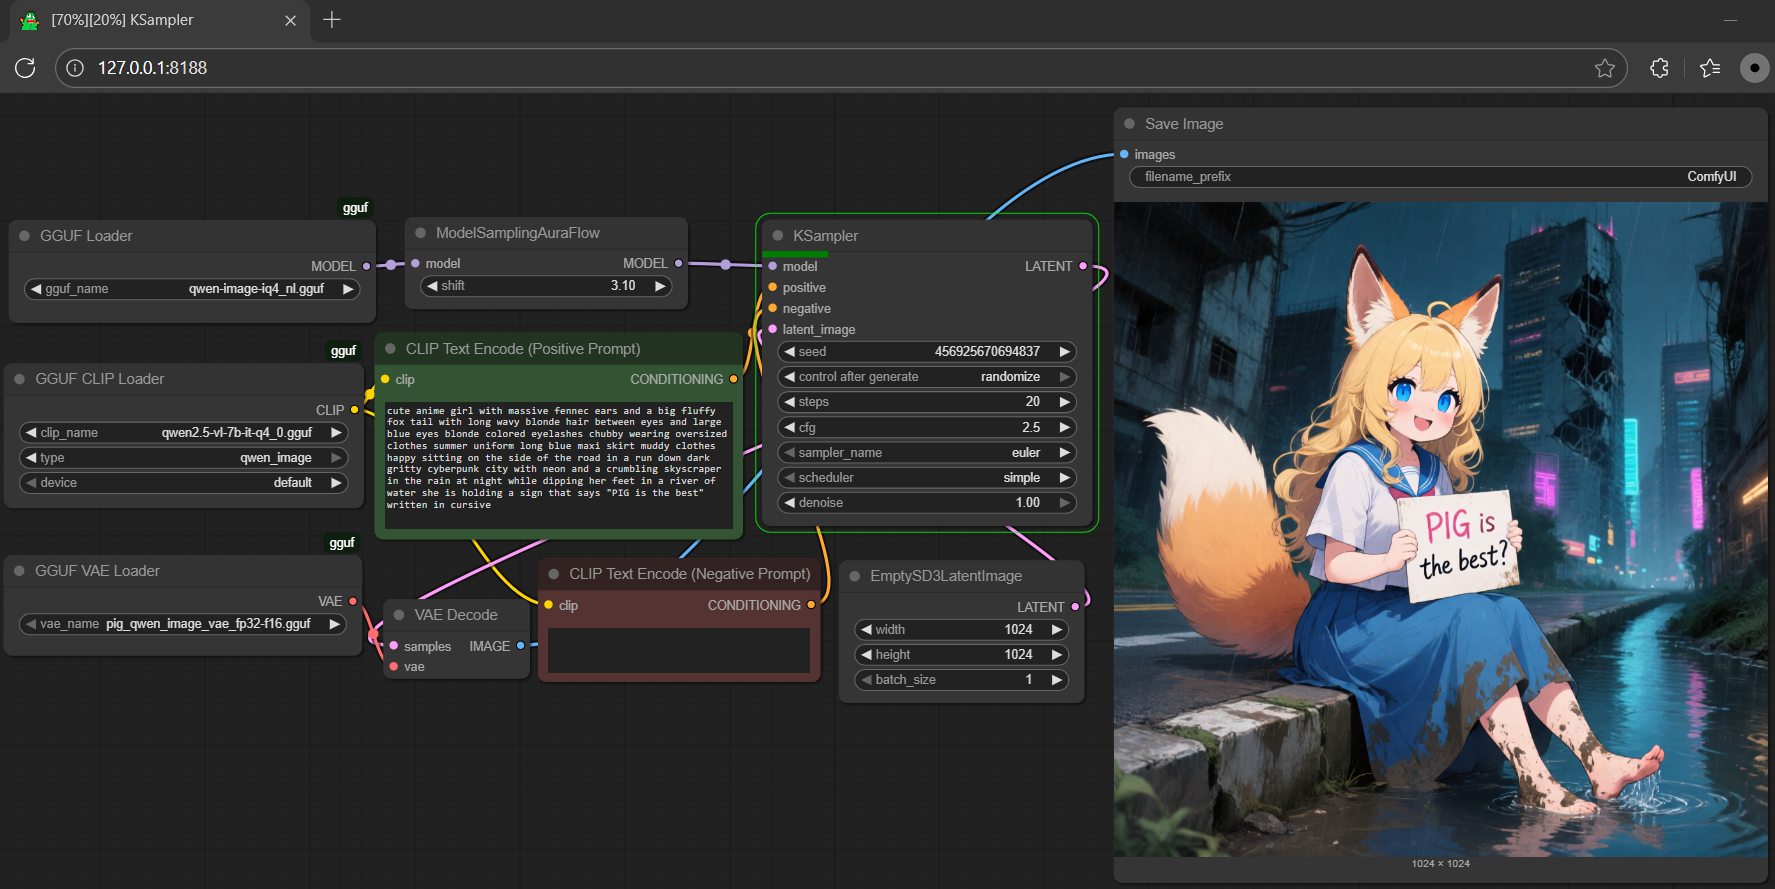 [70%][20%] KSampler
127.0.0.1:8188
Save Image
images
filename_prefix ComfyUI
gguf
GGUF Loader
MODEL
gguf_name qwen-image-iq4_nl.gguf
ModelSamplingAuraFlow
model MODEL
shift 3.10
KSampler
model LATENT
positive
negative
latent_image
seed 456925670694837
control after generate randomize
steps 20
cfg 2.5
sampler_name euler
scheduler simple
denoise 1.00
gguf
GGUF CLIP Loader
CLIP
clip_name qwen2.5-vl-7b-it-q4_0.gguf
type qwen_image
device default
CLIP Text Encode (Positive Prompt)
clip CONDITIONING
cute anime girl with massive fennec ears and a big fluffy
fox tail with long wavy blonde hair between eyes and large
blue eyes blonde colored eyelashes chubby wearing oversized
clothes summer uniform long blue maxi skirt muddy clothes
happy sitting on the side of the road in a run down dark
gritty cyberpunk city with neon and a crumbling skyscraper
in the rain at night while dipping her feet in a river of
water she is holding a sign that says "PIG is the best"
written in cursive
gguf
GGUF VAE Loader
VAE
vae_name pig_qwen_image_vae_fp32-f16.gguf
VAE Decode
samples IMAGE
vae
CLIP Text Encode (Negative Prompt)
clip CONDITIONING
EmptySD3LatentImage
LATENT
width 1024
height 1024
batch_size 1
PIG is
the best?
1024 × 1024